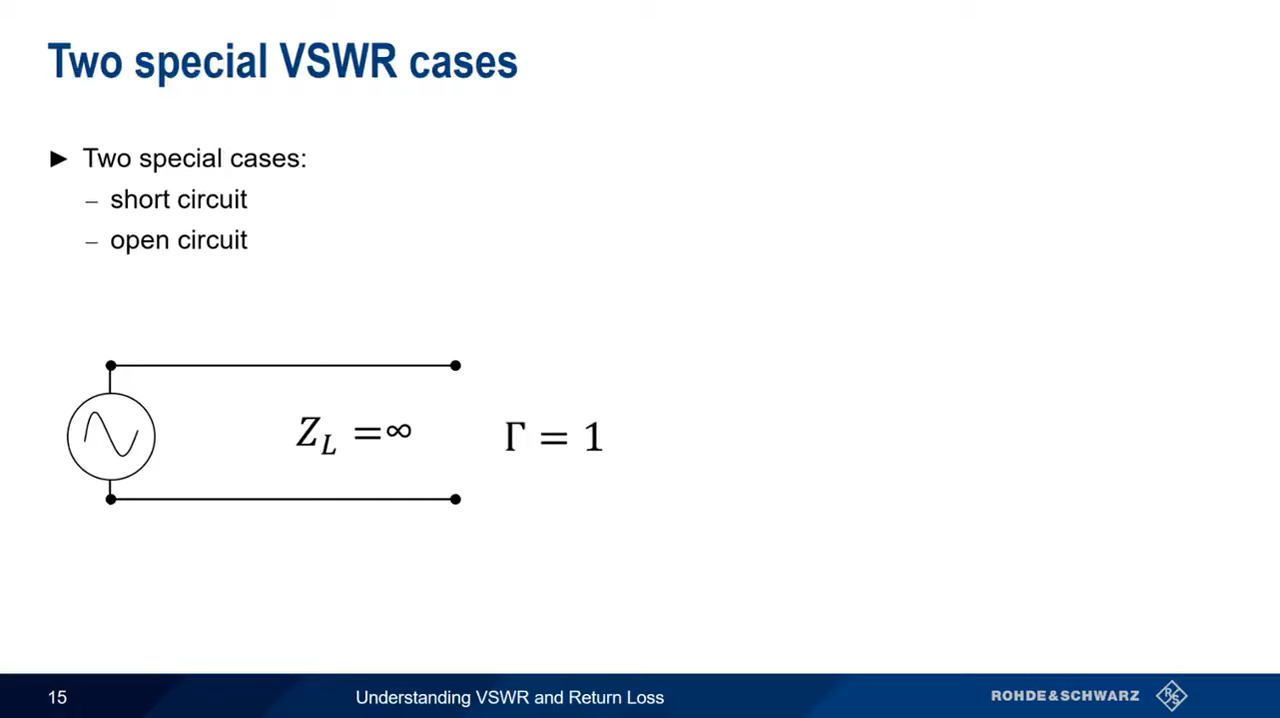 Two special VSWR cases
► Two special cases:
– short circuit
– open circuit
Z_L =∞
Γ = 1
15
Understanding VSWR and Return Loss
ROHDE&SCHWARZ
R&S